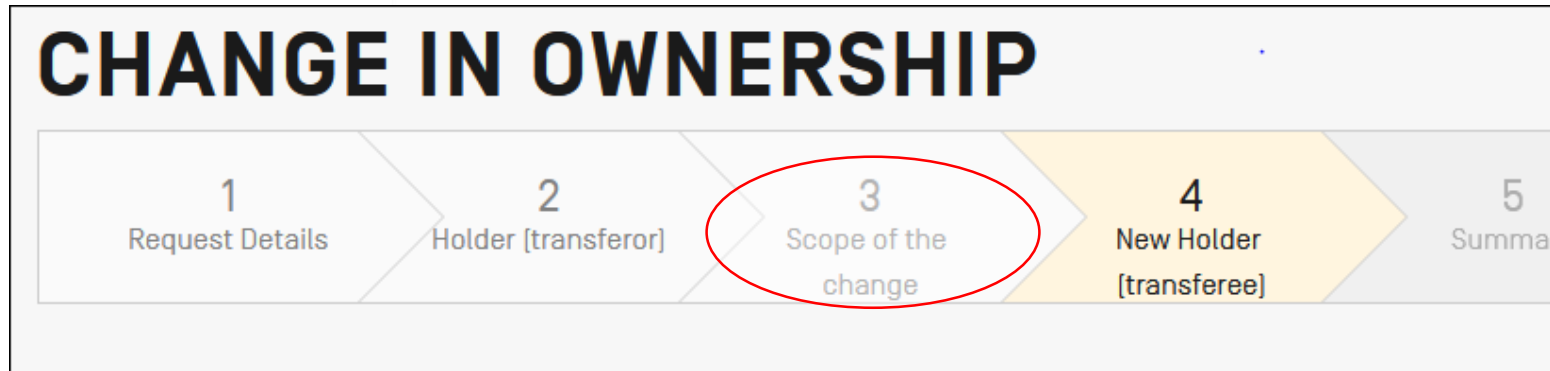 CHANGE IN OWNERSHIP
1
Request Details
2
Holder [transferor]
3
Scope of the
change
4
New Holder
[transferee]
5
Summa